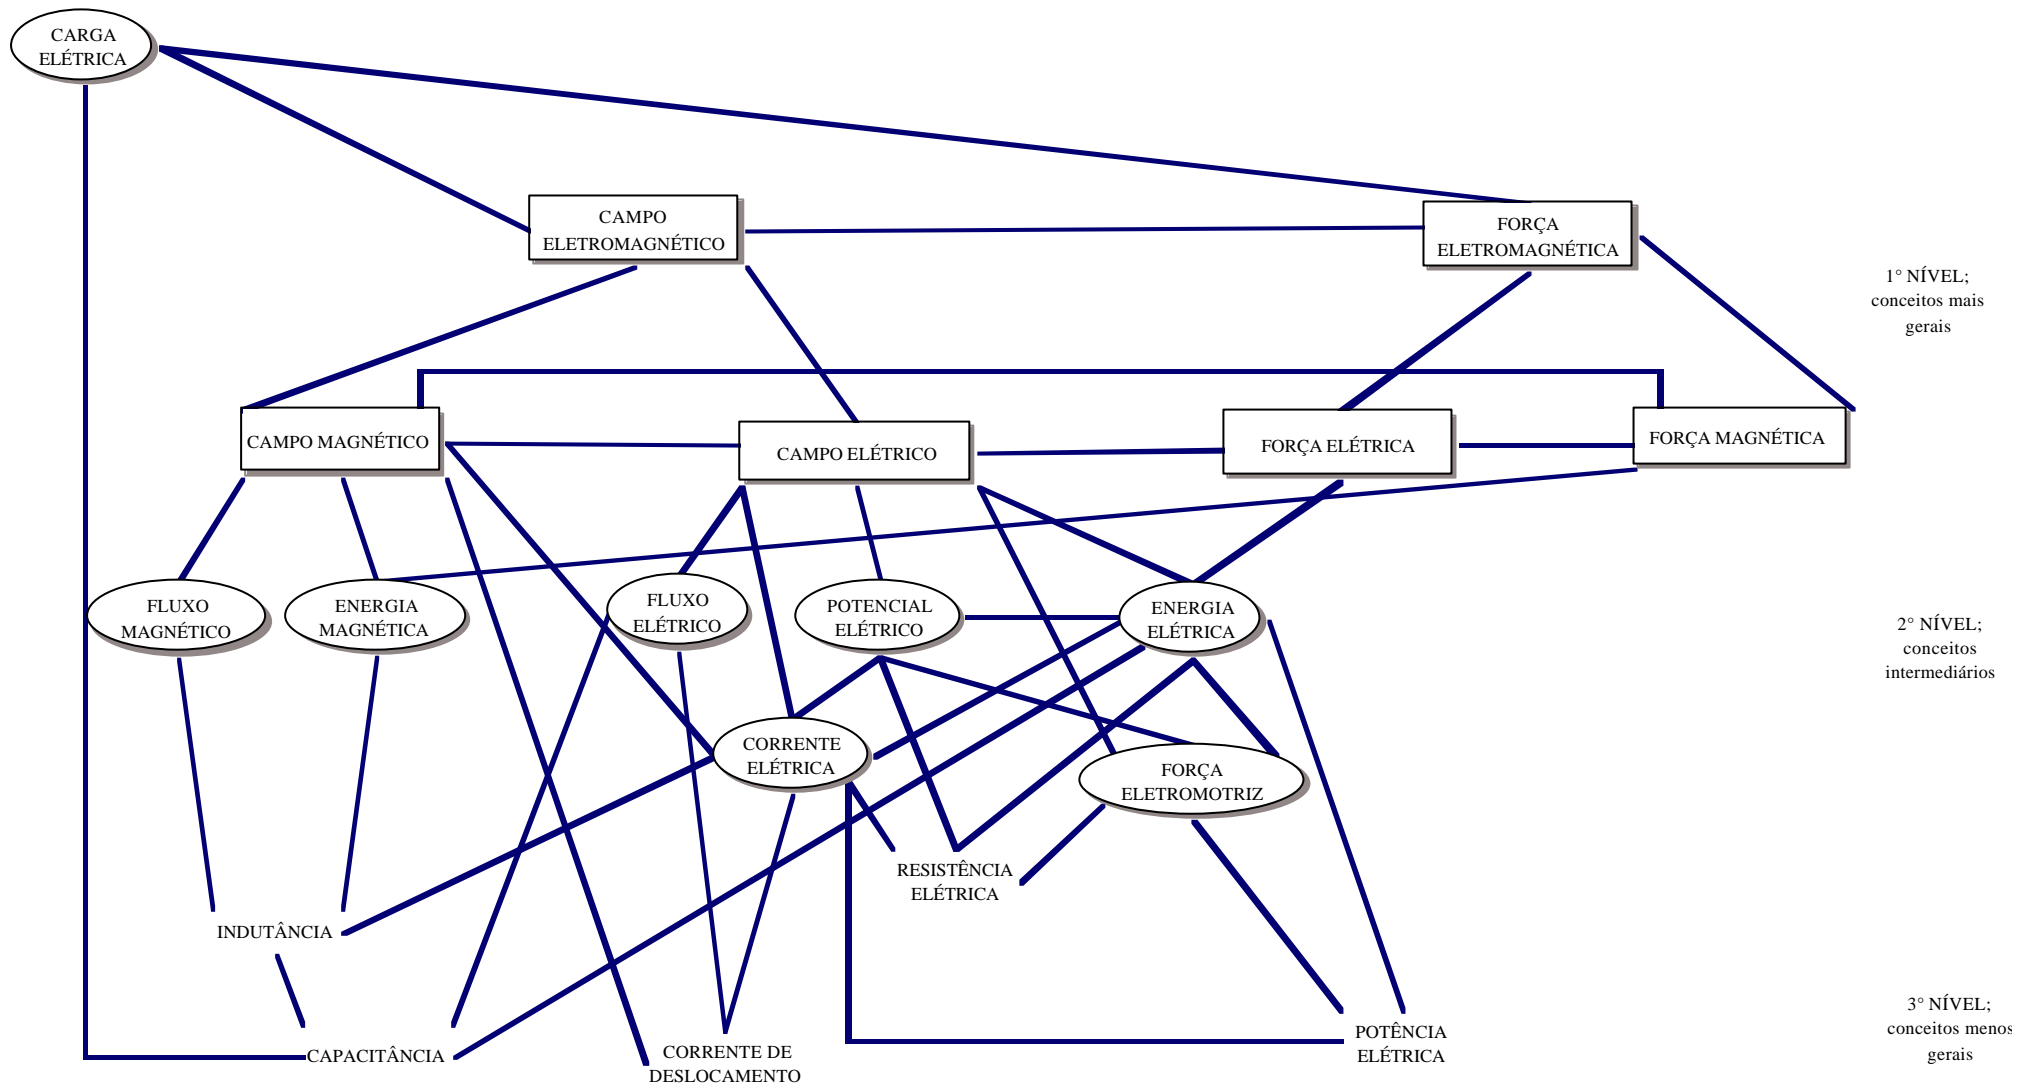 CARGA
ELÉTRICA
CAMPO
ELETROMAGNÉTICO
FORÇA
ELETROMAGNÉTICA
1° NÍVEL;
conceitos mais
gerais
CAMPO MAGNÉTICO
CAMPO ELÉTRICO
FORÇA ELÉTRICA
FORÇA MAGNÉTICA
FLUXO
MAGNÉTICO
ENERGIA
MAGNÉTICA
FLUXO
ELÉTRICO
POTENCIAL
ELÉTRICO
ENERGIA
ELÉTRICA
2° NÍVEL;
conceitos
intermediários
CORRENTE
ELÉTRICA
FORÇA
ELETROMOTRIZ
RESISTÊNCIA
ELÉTRICA
INDUTÂNCIA
CAPACITÂNCIA
CORRENTE DE
DESLOCAMENTO
POTÊNCIA
ELÉTRICA
3° NÍVEL;
conceitos menos
gerais